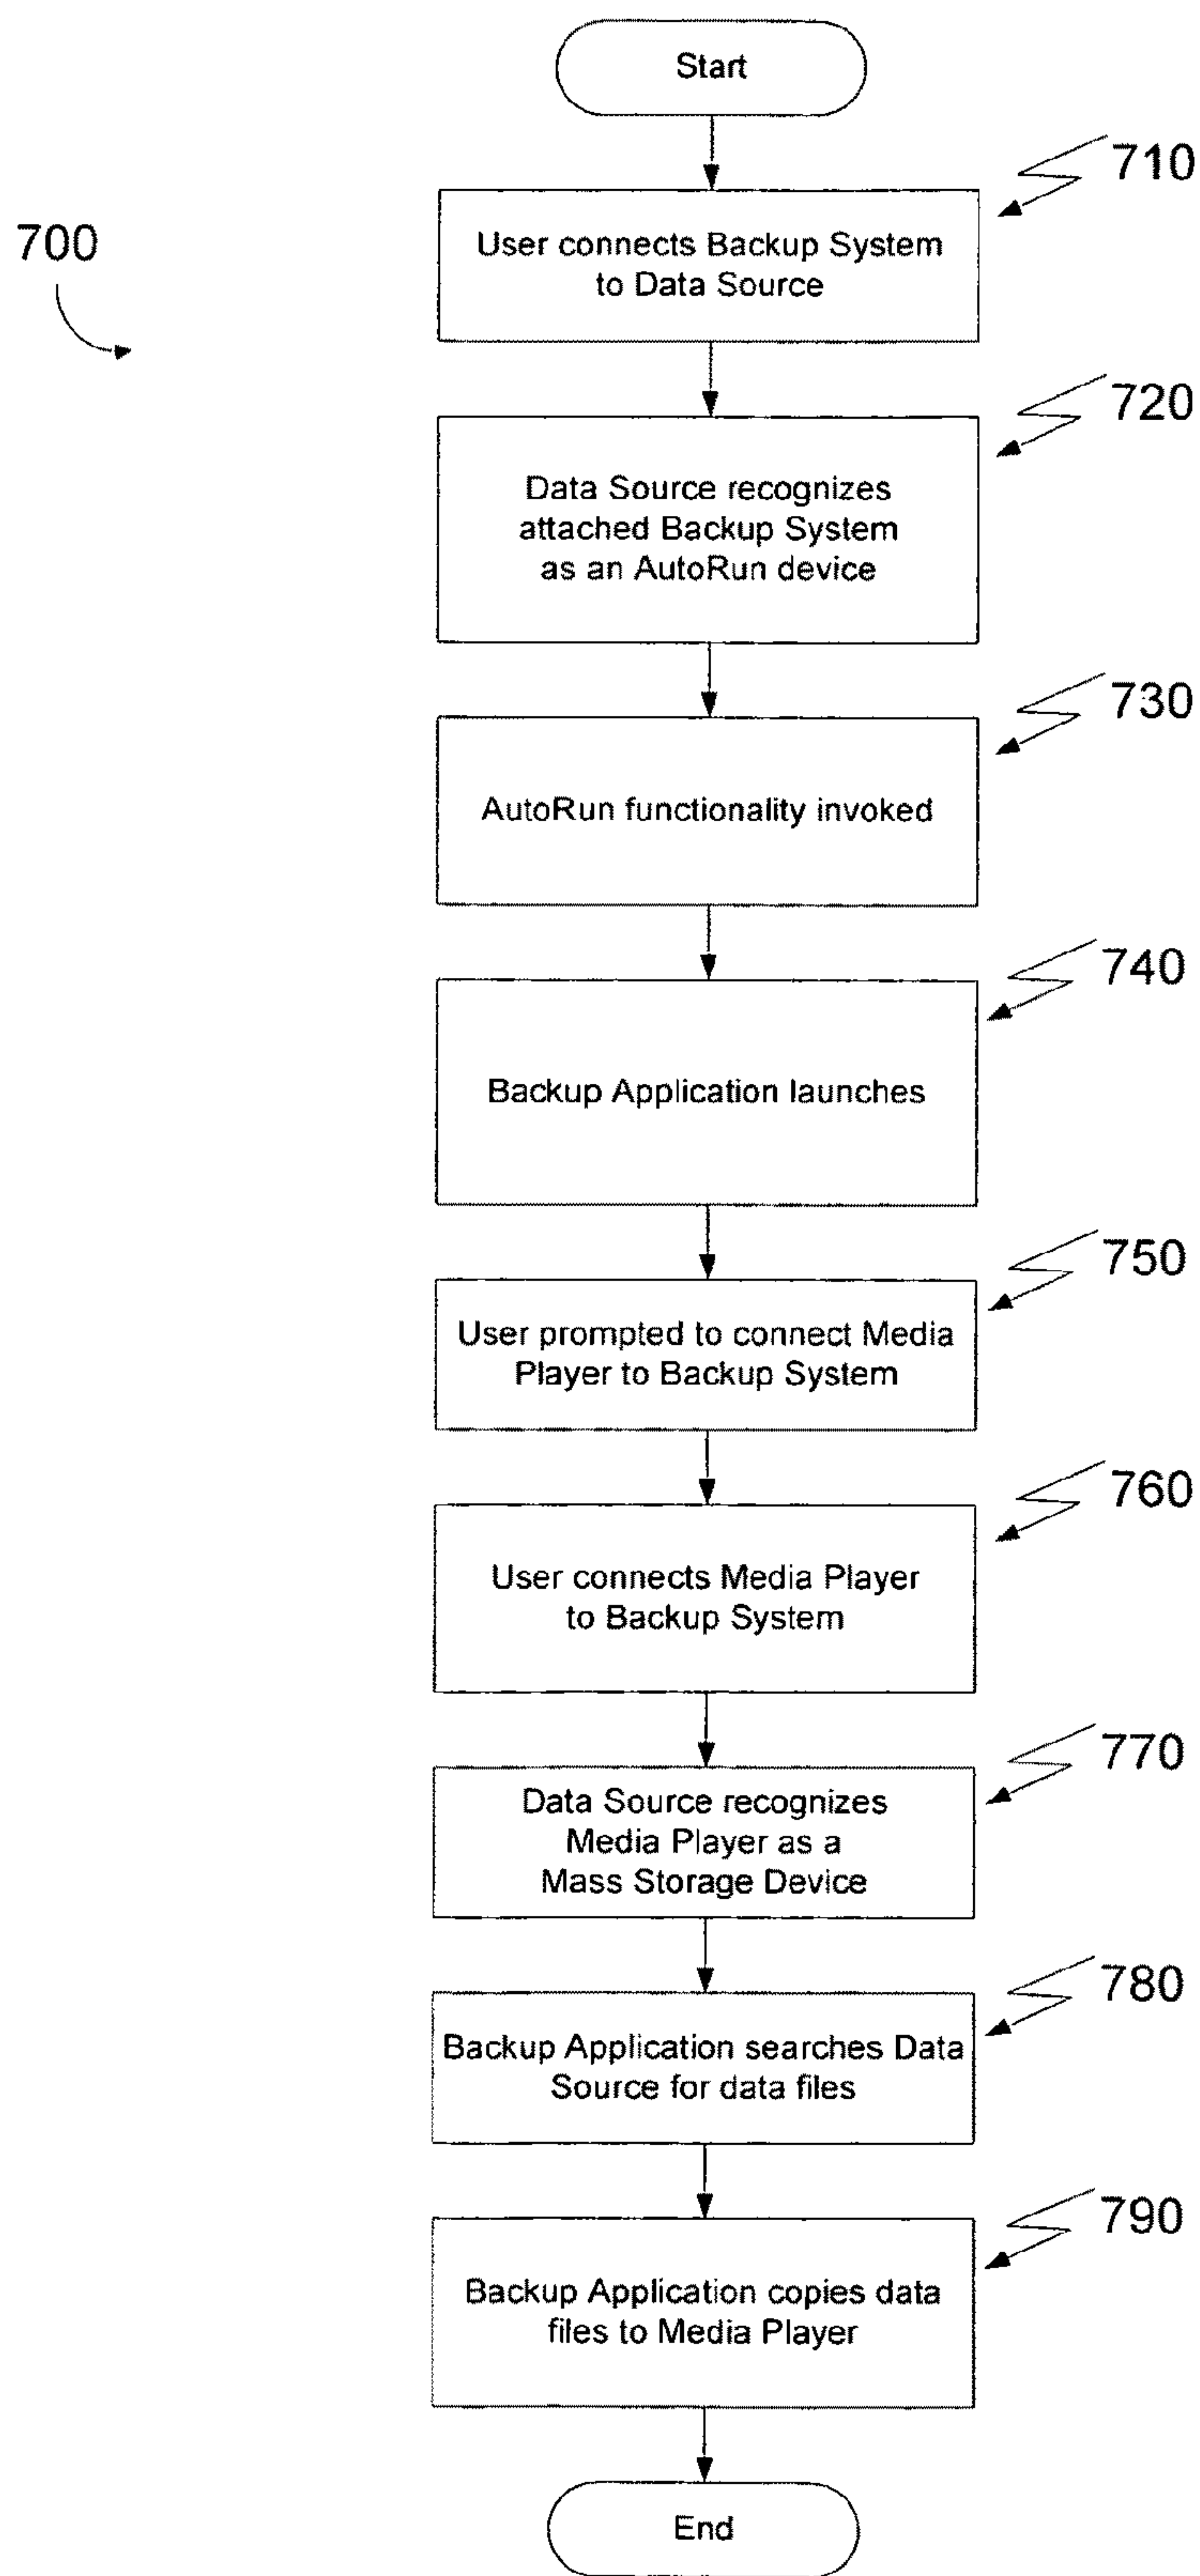 Start
710
700
User connects Backup System
to Data Source
720
Data Source recognizes
attached Backup System
as an AutoRun device
730
AutoRun functionality invoked
740
Backup Application launches
750
User prompted to connect Media
Player to Backup System
760
User connects Media Player
to Backup System
770
Data Source recognizes
Media Player as a
Mass Storage Device
780
Backup Application searches Data
Source for data files
790
Backup Application copies data
files to Media Player
End